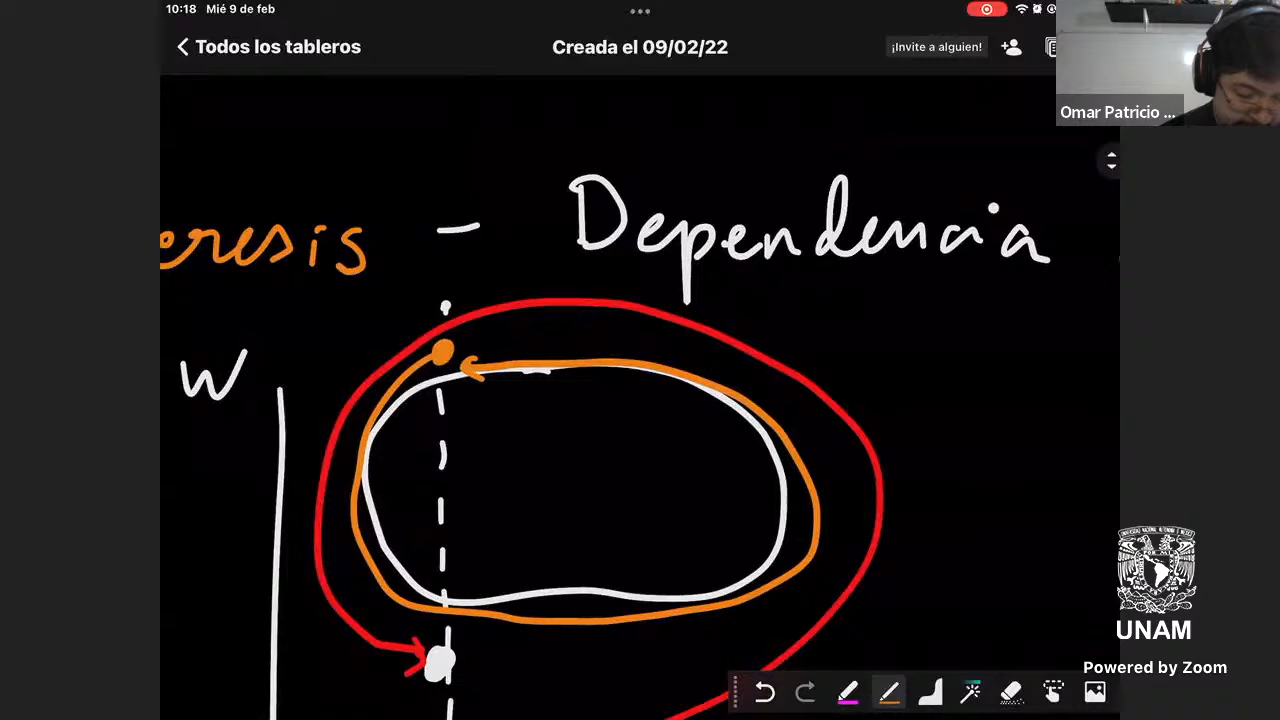 10:18 Mié 9 de feb
Todos los tableros
Creada el 09/02/22
¡Invite a alguien!
Omar Patricio ...
eresis - Dependencia
W
UNAM
Powered by Zoom